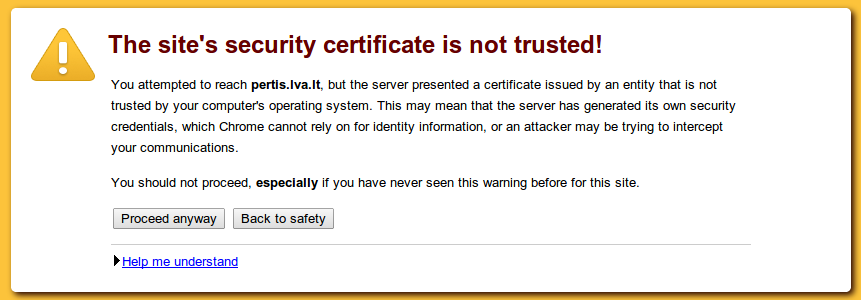 The site's security certificate is not trusted!
You attempted to reach pertis.lva.lt, but the server presented a certificate issued by an entity that is not
trusted by your computer's operating system. This may mean that the server has generated its own security
credentials, which Chrome cannot rely on for identity information, or an attacker may be trying to intercept
your communications.
You should not proceed, especially if you have never seen this warning before for this site.
Proceed anyway Back to safety
Help me understand